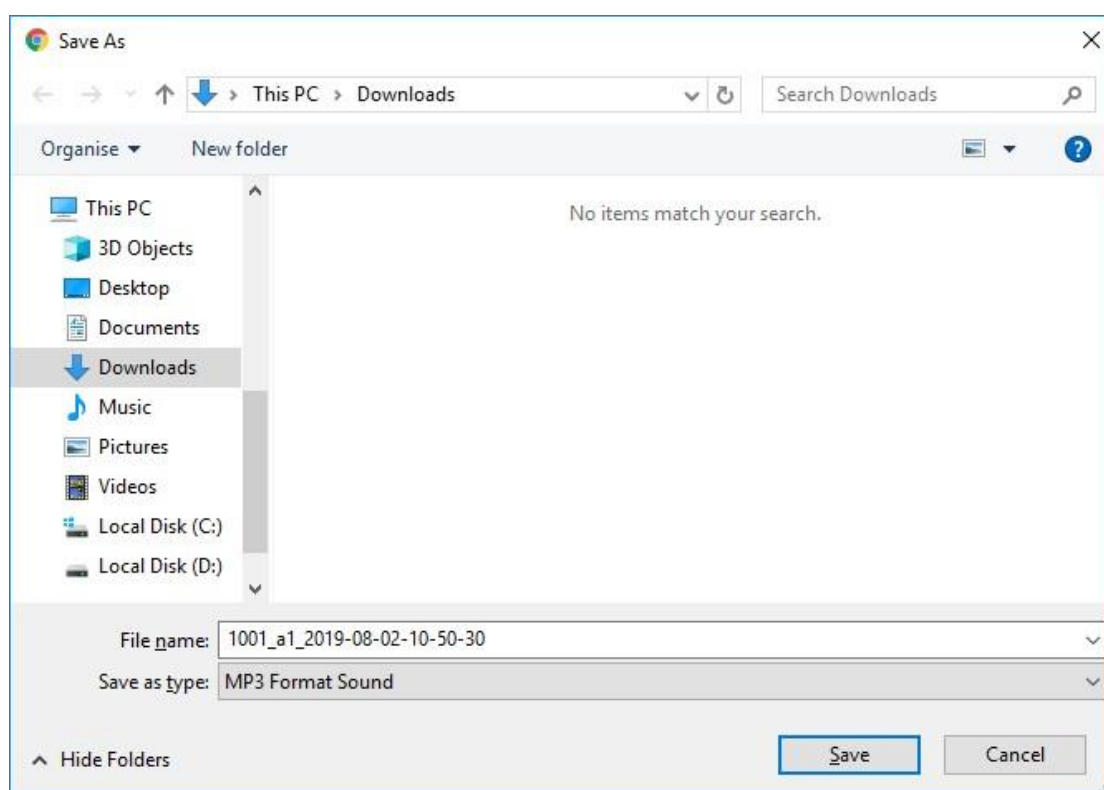 Save As
This PC > Downloads
Search Downloads
Organise
New folder
This PC
No items match your search.
3D Objects
Desktop
Documents
Downloads
Music
Pictures
Videos
Local Disk (C:)
Local Disk (D:)
File name: 1001_a1_2019-08-02-10-50-30
Save as type: MP3 Format Sound
Hide Folders
Save
Cancel